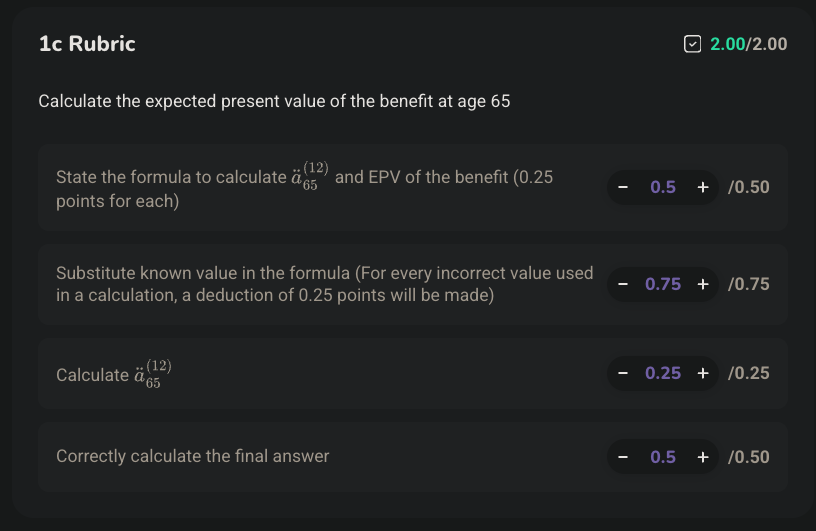 1c Rubric
2.00/2.00
Calculate the expected present value of the benefit at age 65
State the formula to calculate $\ddot{a}_{65}^{(12)}$ and EPV of the benefit (0.25
points for each)
− 0.5 + /0.50
Substitute known value in the formula (For every incorrect value used
in a calculation, a deduction of 0.25 points will be made)
− 0.75 + /0.75
Calculate $\ddot{a}_{65}^{(12)}$
− 0.25 + /0.25
Correctly calculate the final answer
− 0.5 + /0.50